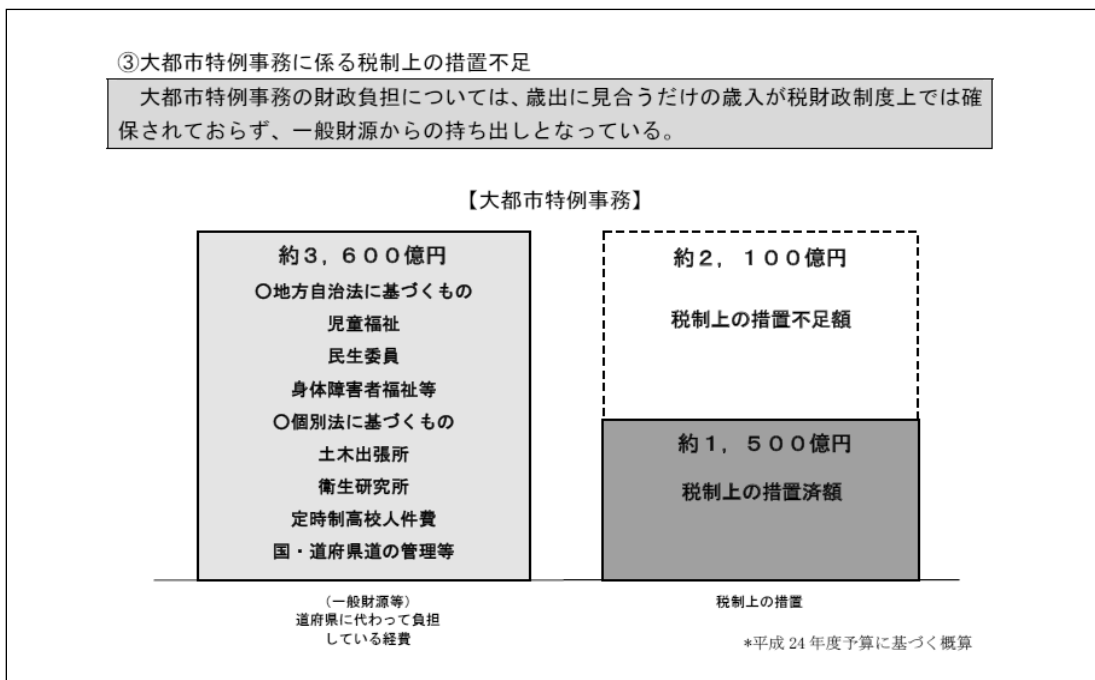 ③大都市特例事務に係る税制上の措置不足
大都市特例事務の財政負担については、歳出に見合うだけの歳入が税財政制度上では確
保されておらず、一般財源からの持ち出しとなっている。
【大都市特例事務】
約３，６００億円
〇地方自治法に基づくもの
児童福祉
民生委員
身体障害者福祉等
〇個別法に基づくもの
土木出張所
衛生研究所
定時制高校人件費
国・道府県道の管理等
約２，１００億円
税制上の措置不足額
約１，５００億円
税制上の措置済額
（一般財源等）
道府県に代わって負担
している経費
税制上の措置
*平成 24 年度予算に基づく概算